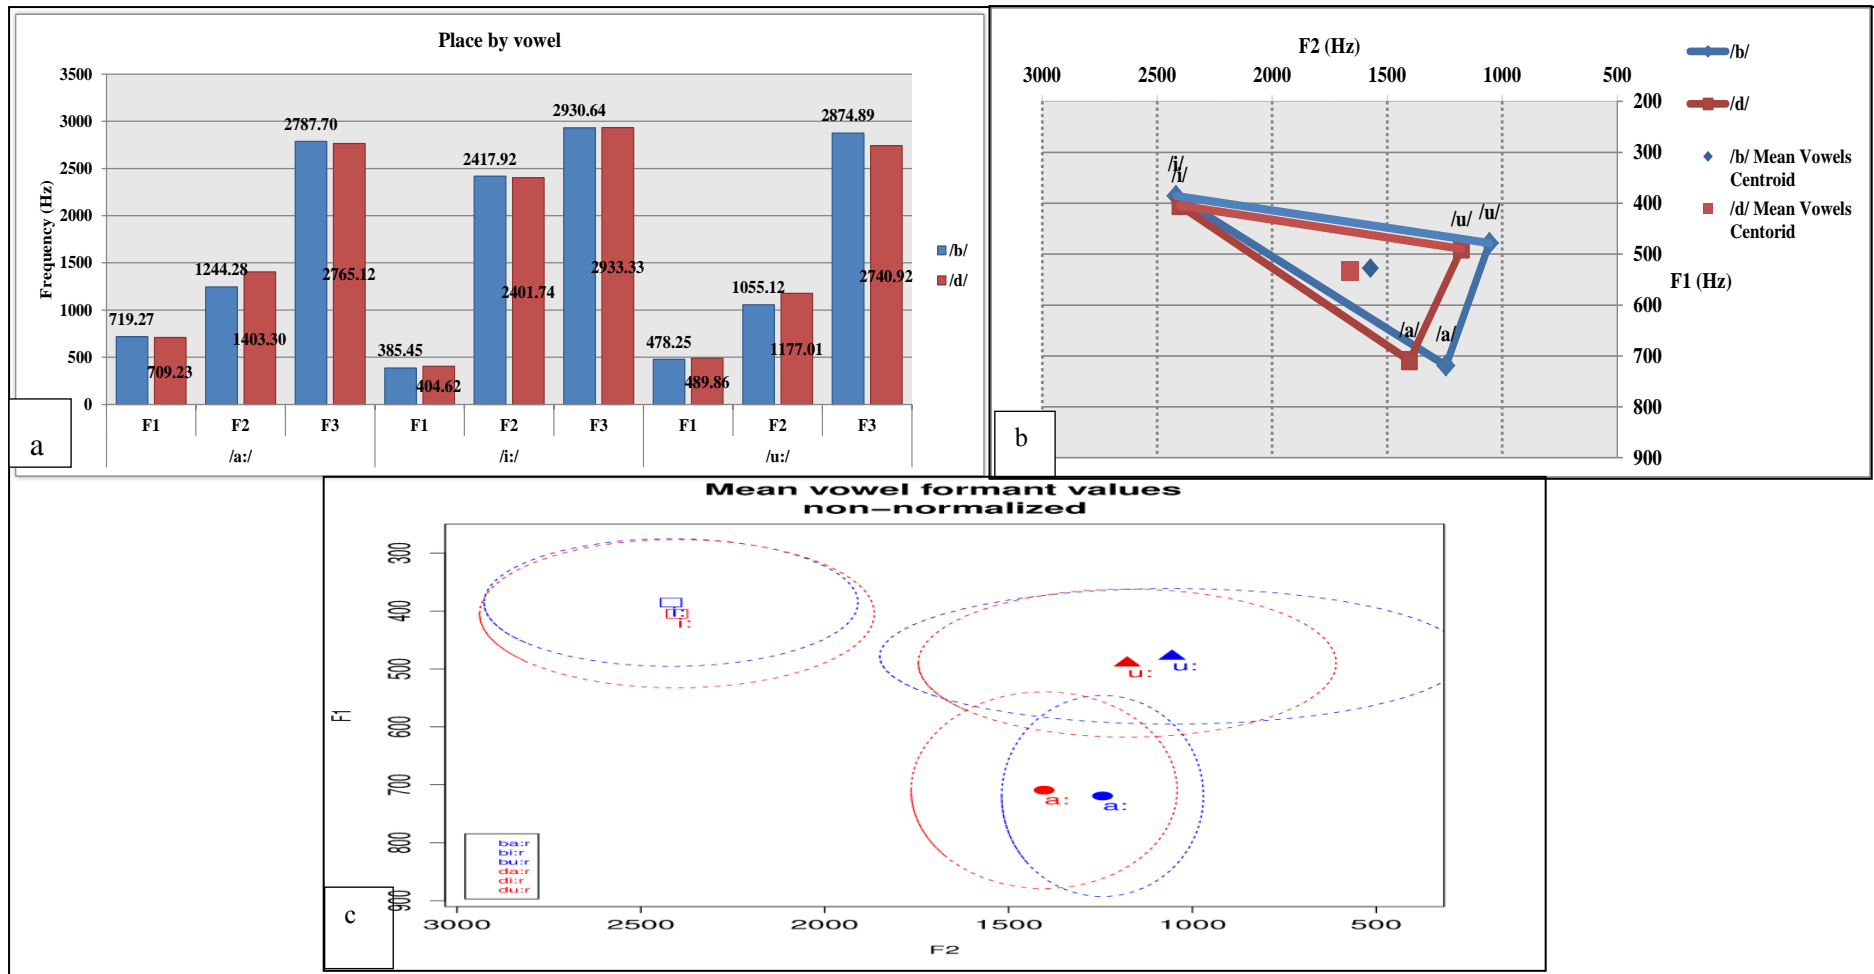 Place by vowel
3500
3000
2500
2000
1500
1000
500
0
Frequency (Hz)
719.27
709.23
1244.28
1403.30
2787.70
2765.12
385.45
404.62
2417.92
2401.74
2930.64
2933.33
478.25
489.86
1055.12
1177.01
2874.89
2740.92
F1 F2 F3 F1 F2 F3 F1 F2 F3
/a:/ /i:/ /u:/
/b/
/d/
a
F2 (Hz)
3000 2500 2000 1500 1000 500
200
300
400
500
600
700
800
900
F1 (Hz)
/i/
/i/
/u/ /u/
/a/ /a/
/b/
/d/
/b/ Mean Vowels
Centroid
/d/ Mean Vowels
Centorid
b
Mean vowel formant values
non-normalized
300
400
500
600
700
800
900
F1
i:
i:
u:
u:
a:
a:
ba:r
bi:r
bu:r
da:r
di:r
du:r
3000 2500 2000 1500 1000 500
F2
c